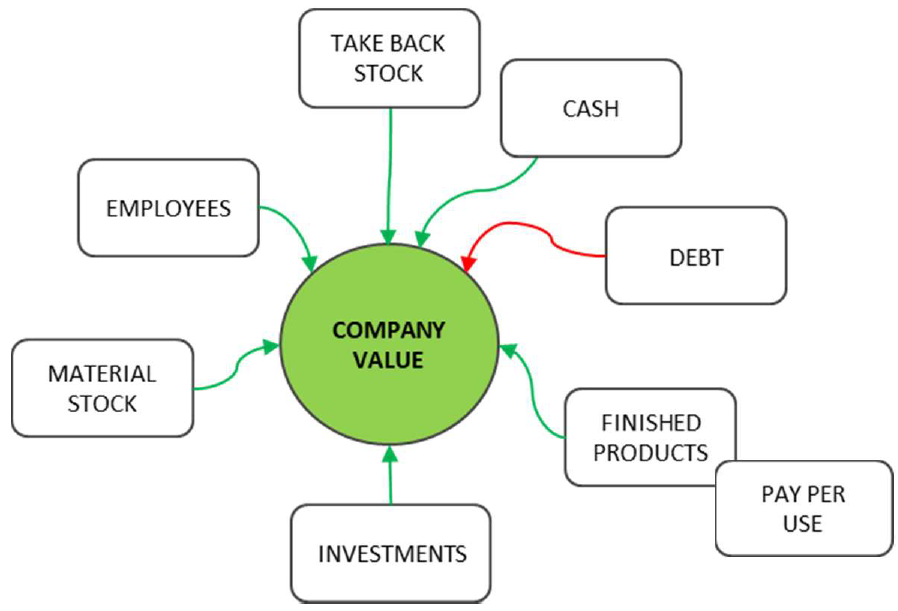 TAKE BACK
STOCK
CASH
EMPLOYEES
DEBT
COMPANY
VALUE
MATERIAL
STOCK
FINISHED
PRODUCTS
PAY PER
USE
INVESTMENTS